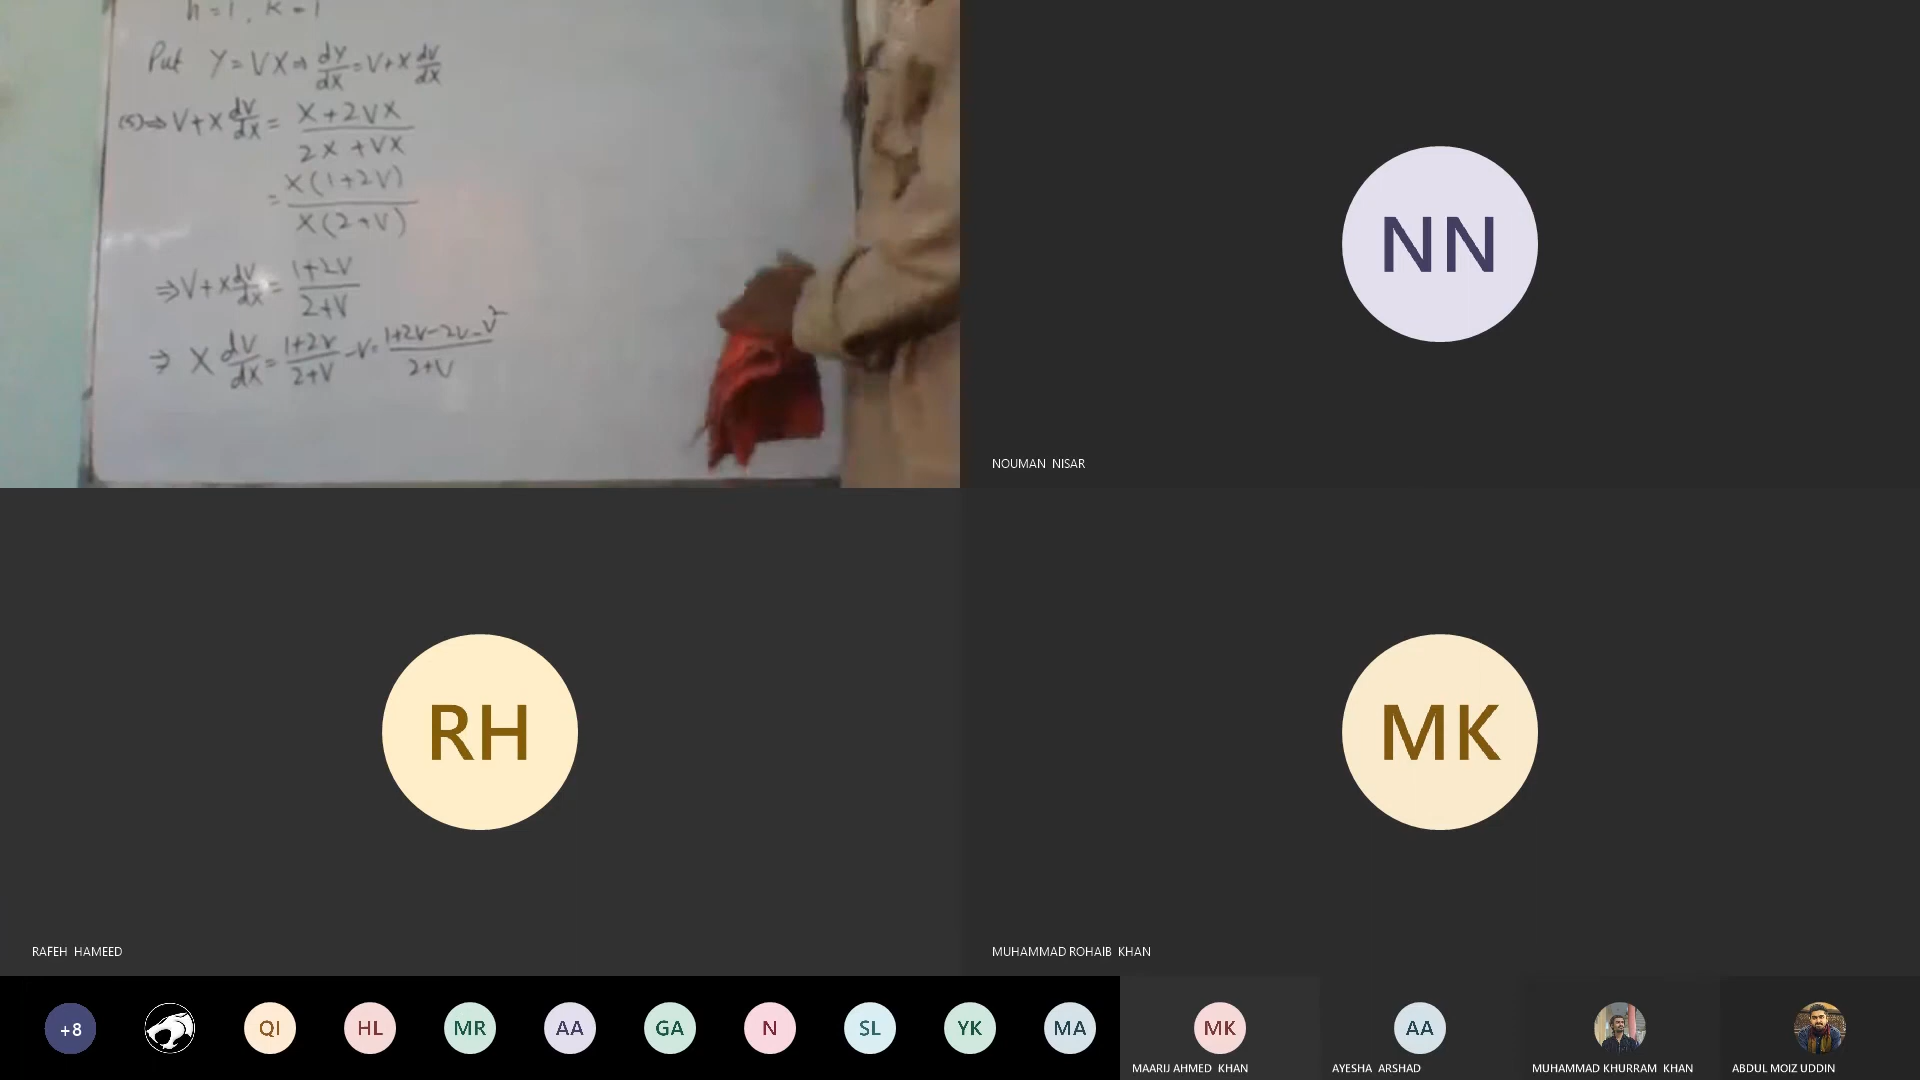 h = 1, K = 1
Put Y = VX ⇒ dY/dX = V + X dV/dX
(5) ⇒ V + X dV/dX = X + 2VX / 2X + VX
= X(1+2V) / X(2+V)
⇒ V + X dV/dX = 1+2V / 2+V
⇒ X dV/dX = 1+2V / 2+V - V = 1+2V-2V-V² / 2+V
NN
NOUMAN NISAR
RH
RAFEH HAMEED
MK
MUHAMMAD ROHAIB KHAN
+8
QI
HL
MR
AA
GA
N
SL
YK
MA
MK
MAARIJ AHMED KHAN
AA
AYESHA ARSHAD
MUHAMMAD KHURRAM KHAN
ABDUL MOIZ UDDIN